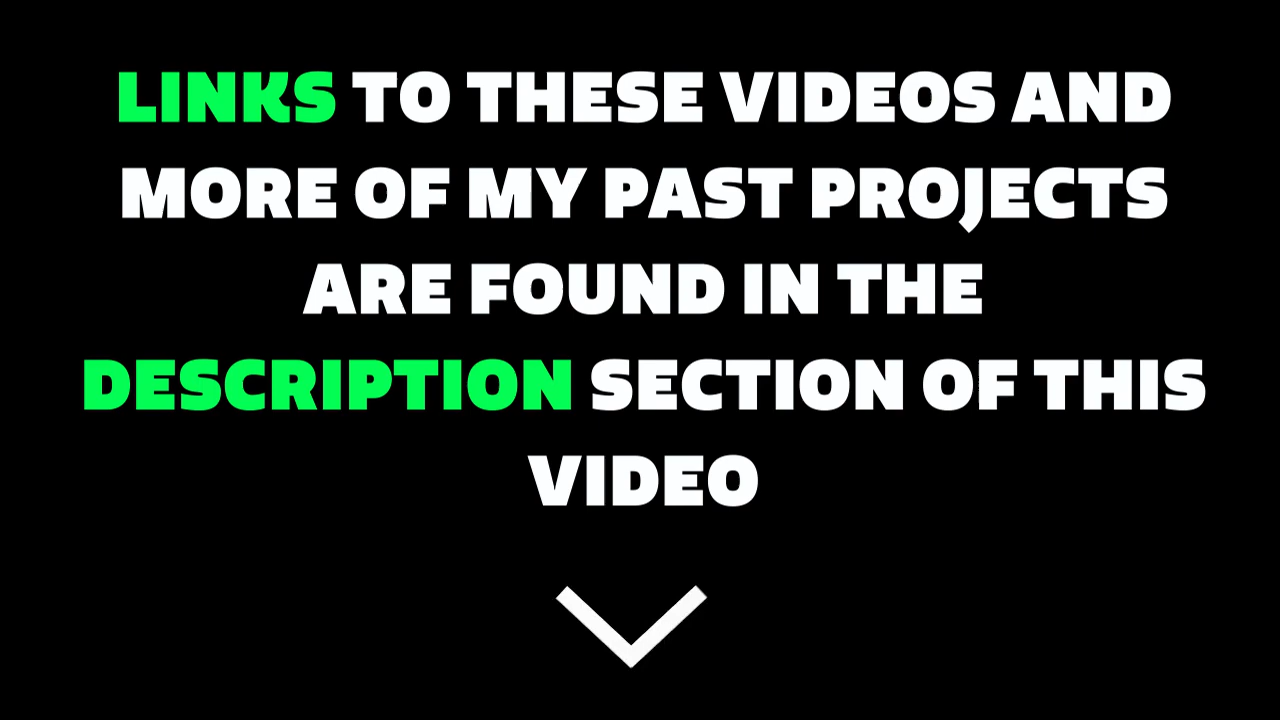 LINKS TO THESE VIDEOS AND
MORE OF MY PAST PROJECTS
ARE FOUND IN THE
DESCRIPTION SECTION OF THIS
VIDEO